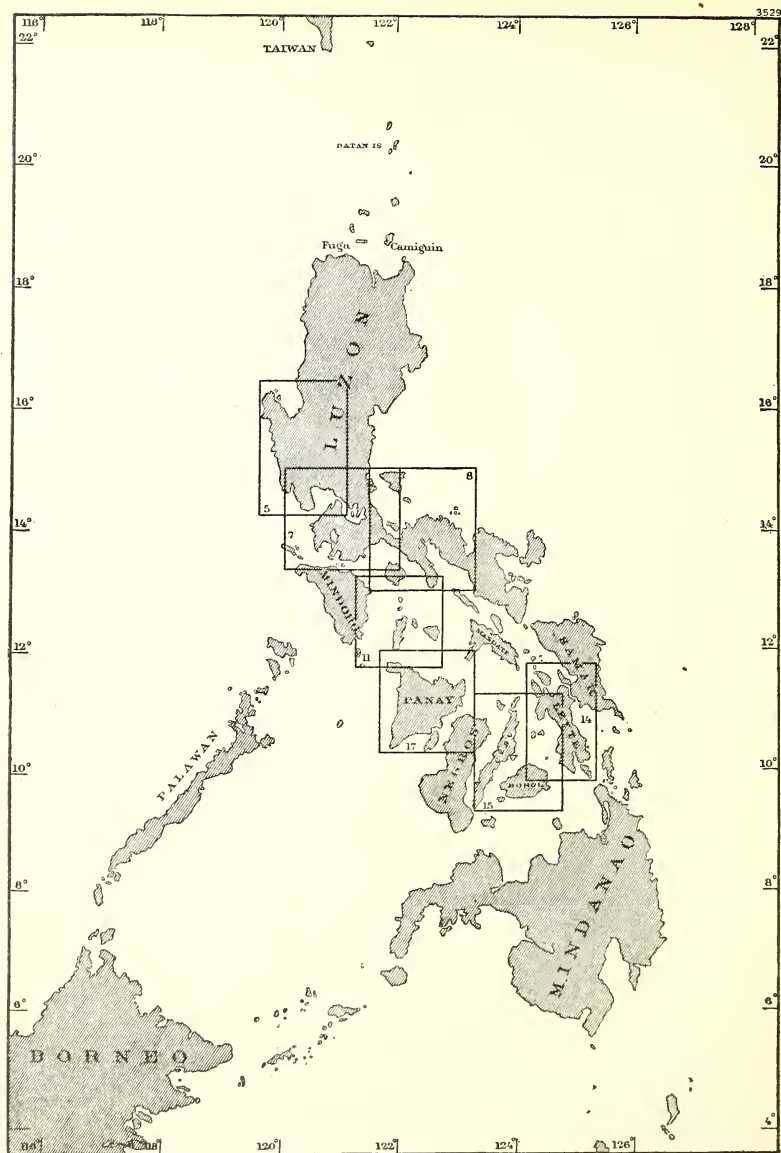 3529
116° 118° 120° 122° 124° 126° 128°
22°
22°
TAIWAN
BATAN IS
20°
20°
Fuga
Camiguin
18°
18°
LUZON
16°
16°
5
7
8
14°
14°
MINDORO
11
MASBATE
12°
12°
SAMAR
PANAY
17
LEYTE
14
CEBU
NEGROS
BOHOL
15
10°
10°
PALAWAN
8°
8°
MINDANAO
6°
6°
BORNEO
4°
116° 118° 120° 122° 124° 126°